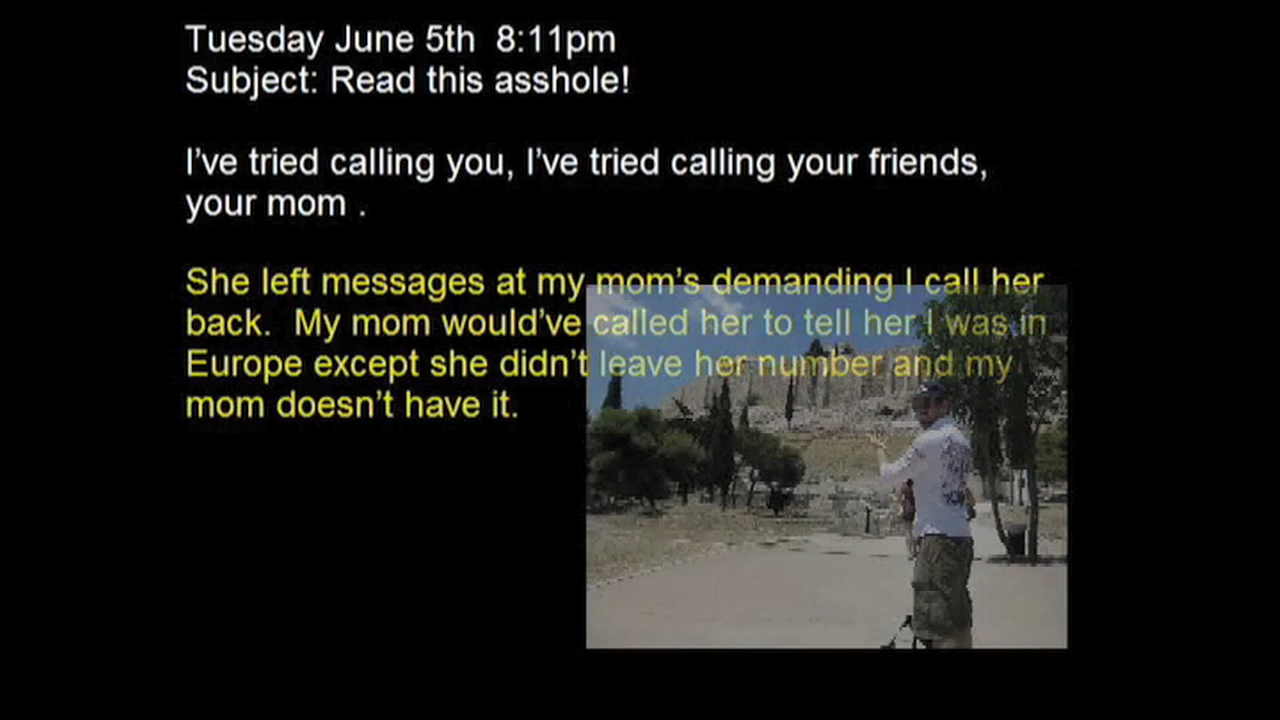 Tuesday June 5th  8:11pm
Subject: Read this asshole!
I've tried calling you, I've tried calling your friends,
your mom .
She left messages at my mom's demanding I call her
back.  My mom would've called her to tell her I was in
Europe except she didn't leave her number and my
mom doesn't have it.